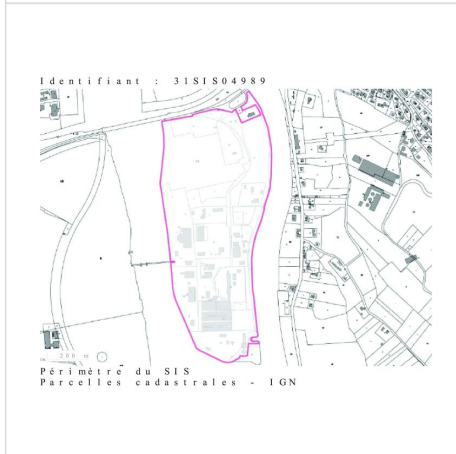 Identifiant : 31SIS04989
200 m
Périmètre du SIS
Parcelles cadastrales - IGN